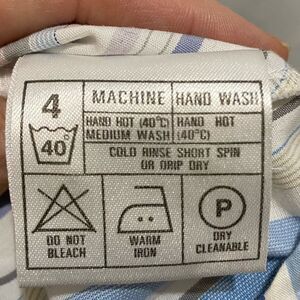 4
MACHINE
HAND WASH
40°
HAND HOT (40°C)
MEDIUM WASH
HAND HOT
(40°C)
COLD RINSE SHORT SPIN
OR DRIP DRY
P
DO NOT
BLEACH
WARM
IRON
DRY
CLEANABLE